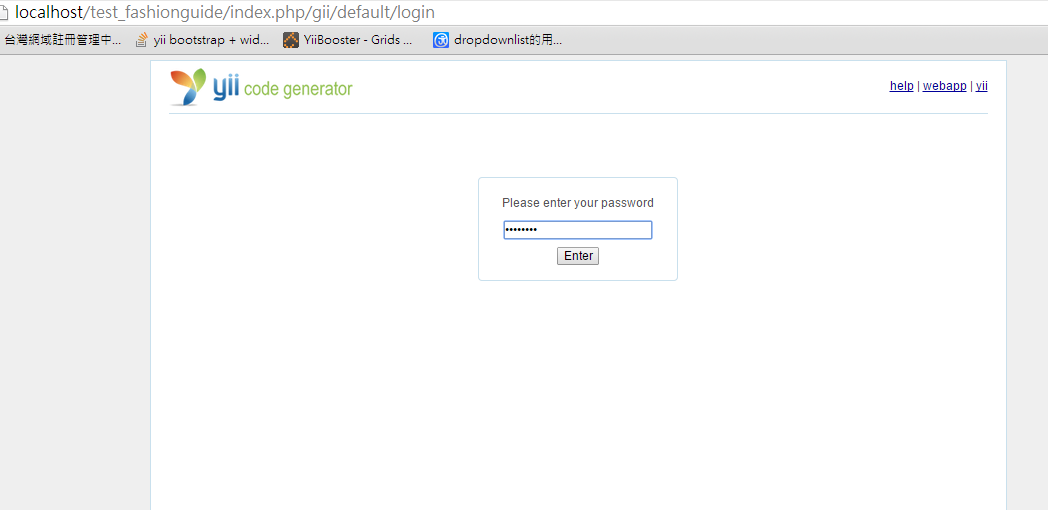 localhost/test_fashionguide/index.php/gii/default/login
台灣網域註冊管理中... yii bootstrap + wid... YiiBooster - Grids ... dropdownlist的用...
yii code generator
help | webapp | yii
Please enter your password
••••••••
Enter